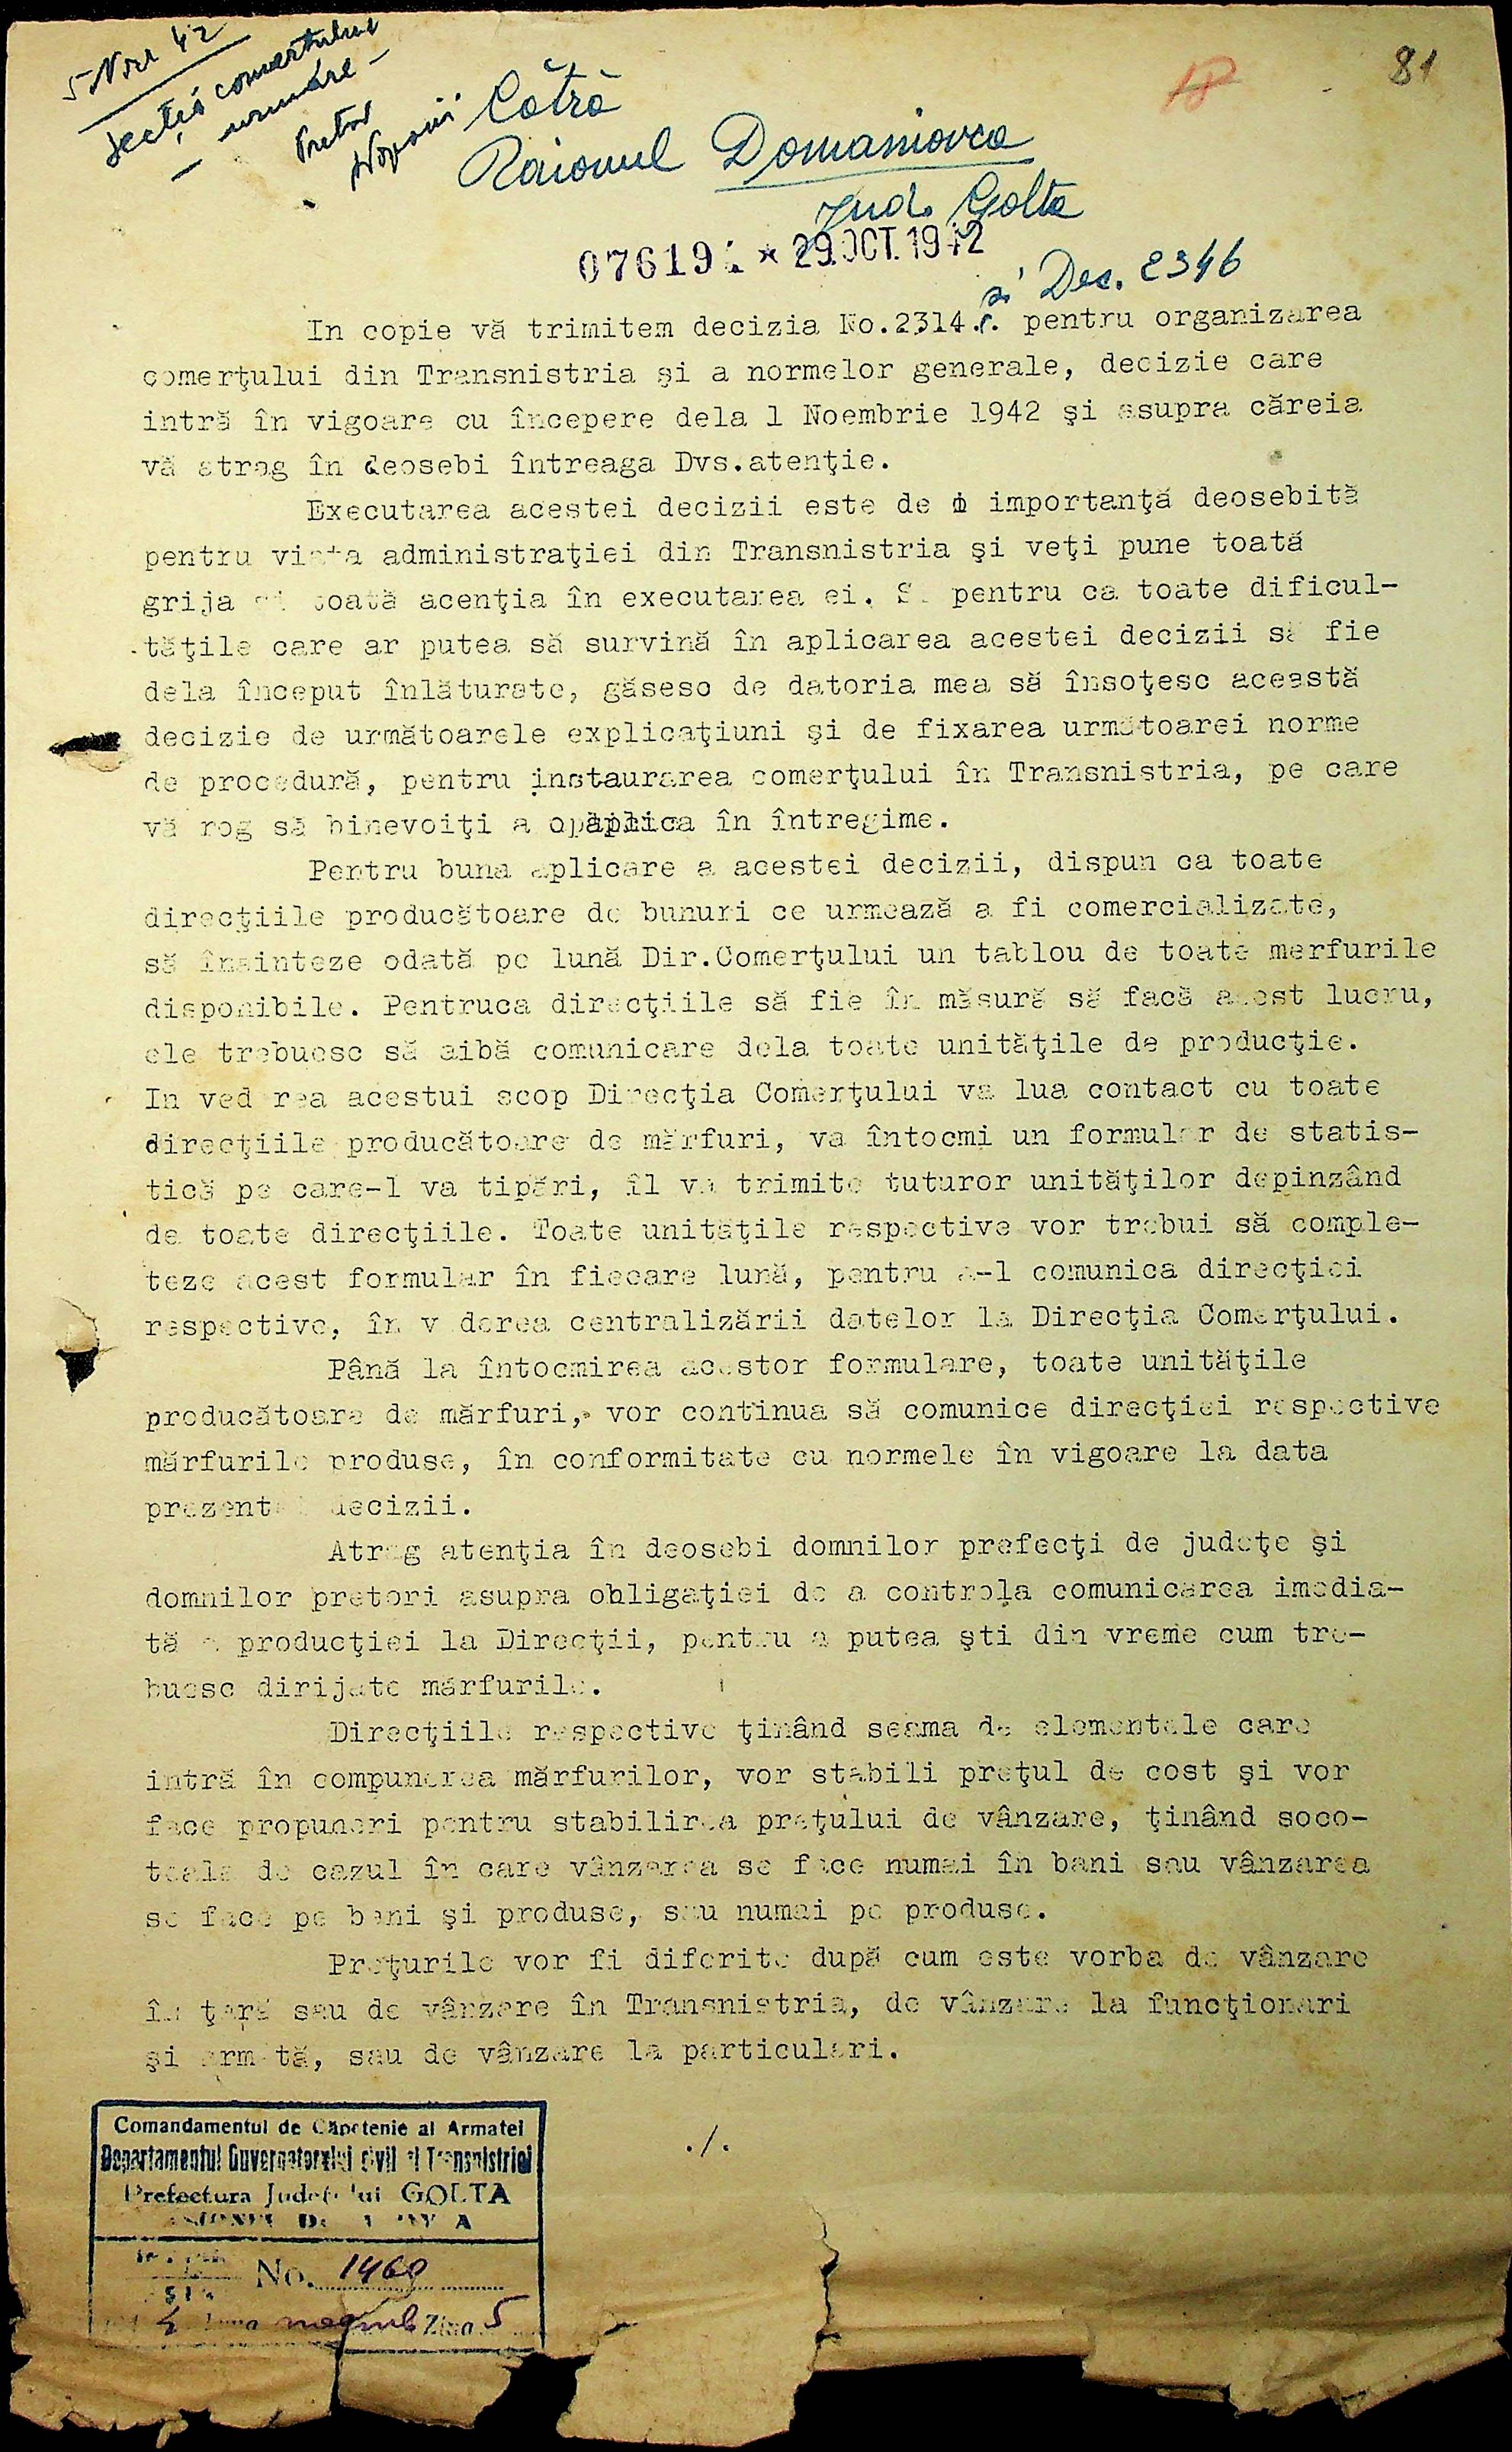 5 Nov 42
Secția comerțului
— urmare —
Pretor
18
81
Cătră
Raionul Domaniovca
Jud. Golta
07619 * 29.OCT.1942
și Dec. 2346
In copie vă trimitem decizia No.2314. pentru organizarea
comerţului din Transnistria şi a normelor generale, decizie care
intră în vigoare cu începere dela 1 Noembrie 1942 şi asupra căreia
vă atrag în deosebi întreaga Dvs.atenţie.
Executarea acestei decizii este de o importanţă deosebită
pentru viaţa administraţiei din Transnistria şi veţi pune toată
grija şi toată acenţia în executarea ei. Si pentru ca toate dificul-
tăţile care ar putea să survină în aplicarea acestei decizii să fie
dela început înlăturate, găsesc de datoria mea să însoţesc această
decizie de următoarele explicaţiuni şi de fixarea următoarei norme
de procedură, pentru instaurarea comerţului în Transnistria, pe care
vă rog să binevoiţi a aplica în întregime.
Pentru buna aplicare a acestei decizii, dispun ca toate
direcţiile producătoare de bunuri ce urmează a fi comercializate,
să înainteze odată pe lună Dir.Comerţului un tablou de toate merfurile
disponibile. Pentruca direcţiile să fie în măsură să facă acest lucru,
ele trebuesc să aibă comunicare dela toate unităţile de producţie.
In vederea acestui scop Direcţia Comerţului va lua contact cu toate
direcţiile producătoare de mărfuri, va întocmi un formular de statis-
tică pe care-l va tipări, îl va trimite tuturor unităţilor depinzând
de toate direcţiile. Toate unităţile respective vor trebui să comple-
teze acest formular în fiecare lună, pentru a-l comunica direcţiei
respective, în vederea centralizării datelor la Direcţia Comerţului.
Până la întocmirea acestor formulare, toate unităţile
producătoare de mărfuri, vor continua să comunice direcţiei respective
mărfurile produse, în conformitate cu normele în vigoare la data
prezentei decizii.
Atrag atenţia în deosebi domnilor prefecţi de judeţe şi
domnilor pretori asupra obligaţiei de a controla comunicarea imedia-
tă a producţiei la Direcţii, pentru a putea şti din vreme cum tre-
buesc dirijate mărfurile.
Direcţiile respective ţinând seama de elementele care
intră în compunerea mărfurilor, vor stabili preţul de cost şi vor
face propuneri pentru stabilirea preţului de vânzare, ţinând soco-
teala de cazul în care vânzarea se face numai în bani sau vânzarea
se face pe bani şi produse, sau numai pe produse.
Preţurile vor fi diferite după cum este vorba de vânzare
în ţară sau de vânzare în Transnistria, de vânzare la funcţionari
şi armată, sau de vânzare la particulari.
./.
Comandamentul de Căpetenie al Armatei
Departamentul Guvernatorului civil al Transnistriei
Prefectura Județului GOLTA
No. 1460
Ziua 5